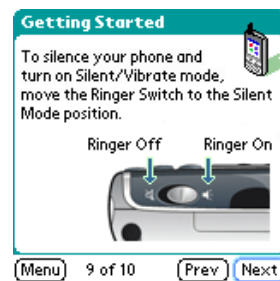 Getting Started
To silence your phone and
turn on Silent/Vibrate mode,
move the Ringer Switch to the Silent
Mode position.
Ringer Off Ringer On
Menu 9 of 10 Prev Next